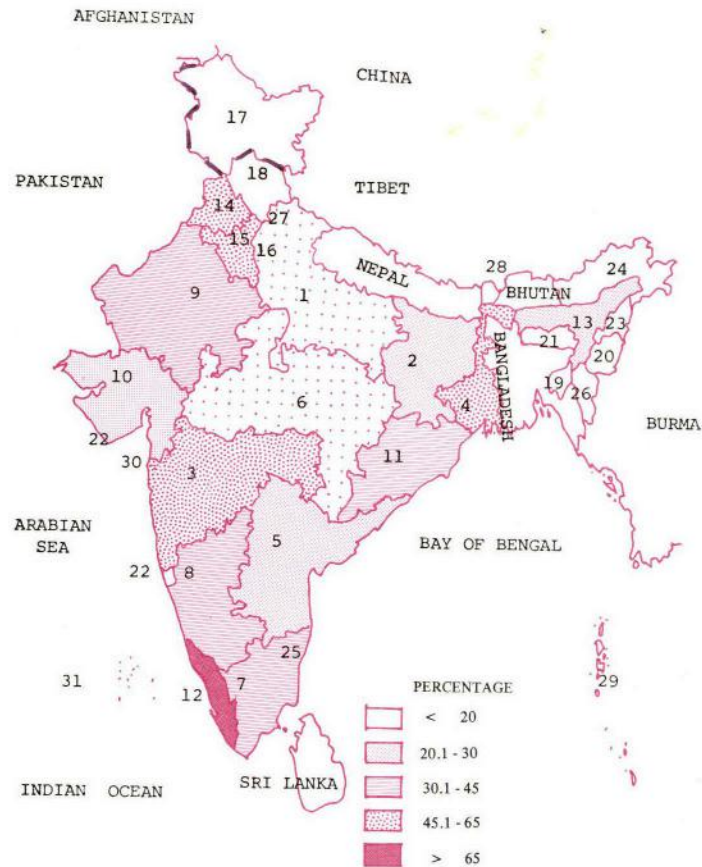 AFGHANISTAN
CHINA
17
PAKISTAN
18
TIBET
14
27
15
16
NEPAL
28
24
BHUTAN
9
1
13
23
21
10
2
20
BANGLADESH
19
26
6
4
22
BURMA
30
3
11
ARABIAN
SEA
5
BAY OF BENGAL
22
8
25
31
12
7
29
PERCENTAGE
< 20
20.1 - 30
30.1 - 45
45.1 - 65
> 65
SRI LANKA
INDIAN OCEAN